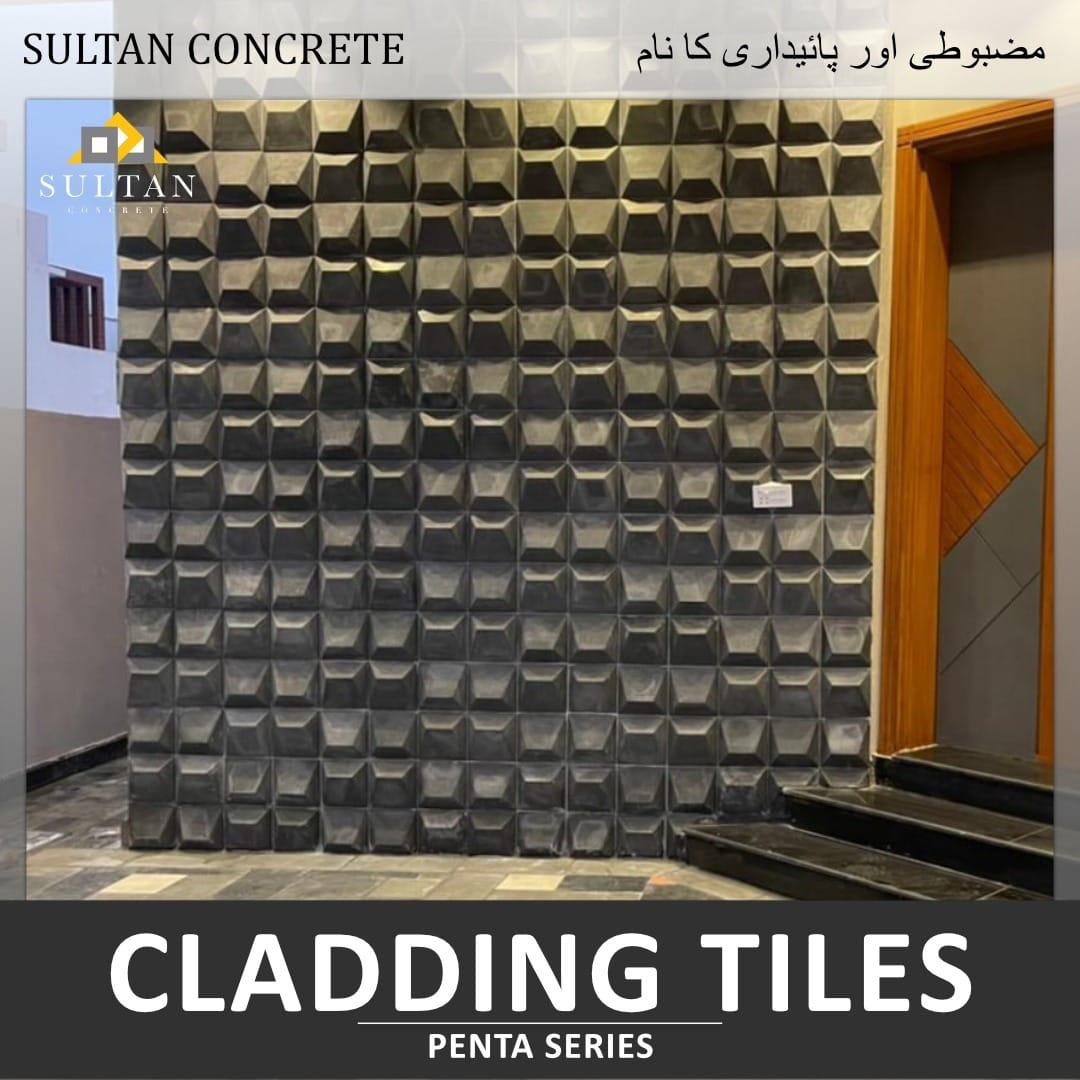 SULTAN CONCRETE
مضبوطی اور پائیداری کا نام
SULTAN
CONCRETE
CLADDING TILES
PENTA SERIES